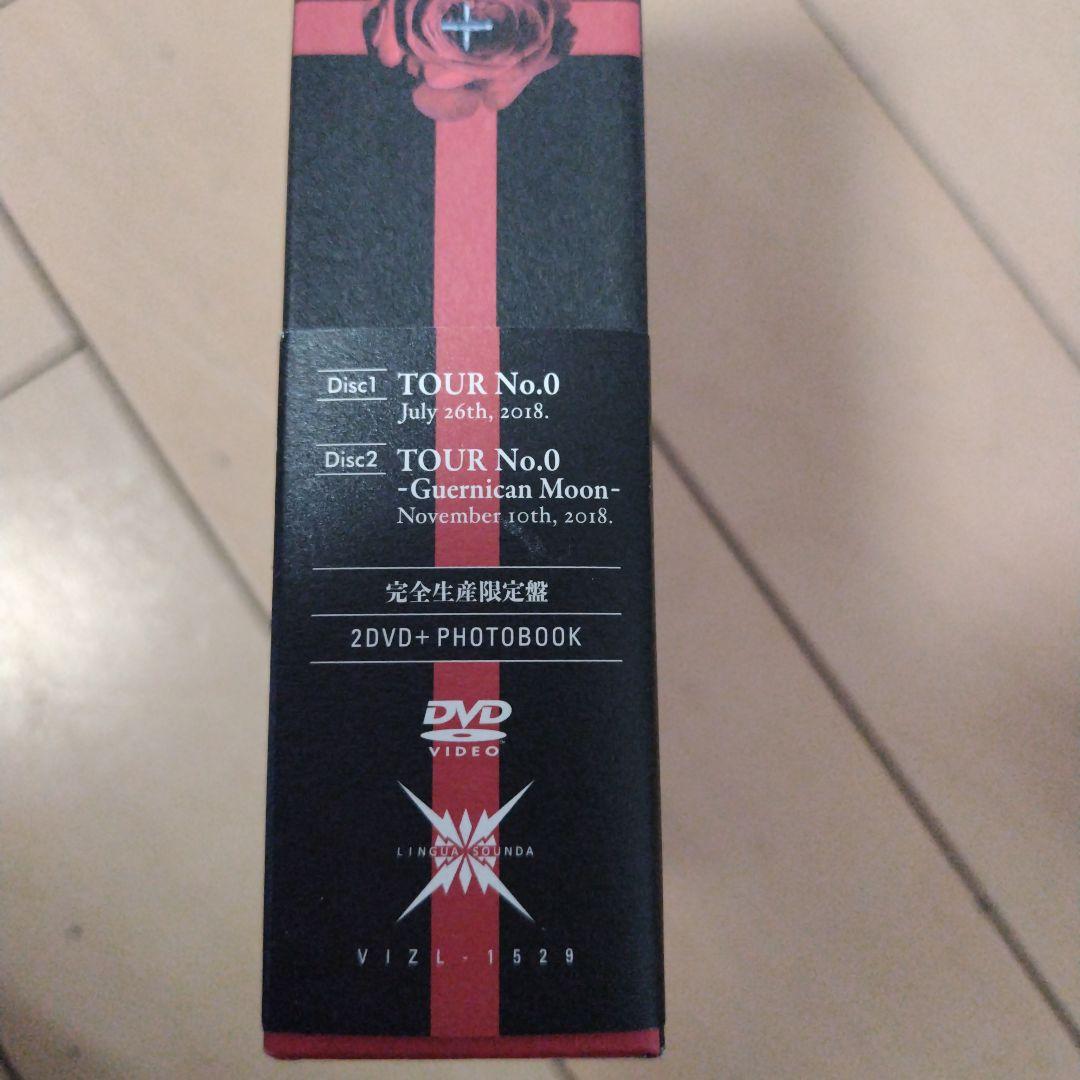 Disc1 TOUR No.0
July 26th, 2018.
Disc2 TOUR No.0
-Guernican Moon-
November 10th, 2018.
完全生産限定盤
2DVD+PHOTOBOOK
DVD
VIDEO
LINGUA SOUNDA
VIZL-1529